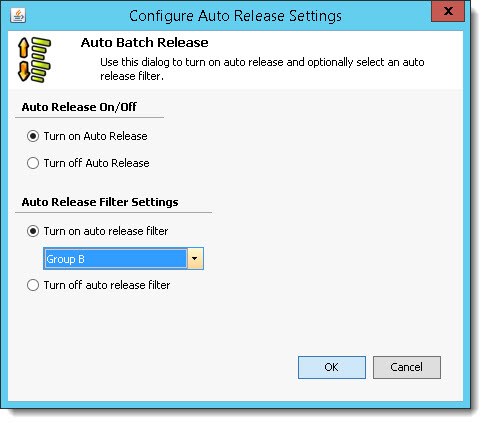 Configure Auto Release Settings
X
Auto Batch Release
Use this dialog to turn on auto release and optionally select an auto
release filter.
Auto Release On/Off
Turn on Auto Release
Turn off Auto Release
Auto Release Filter Settings
Turn on auto release filter
Group B
Turn off auto release filter
OK
Cancel